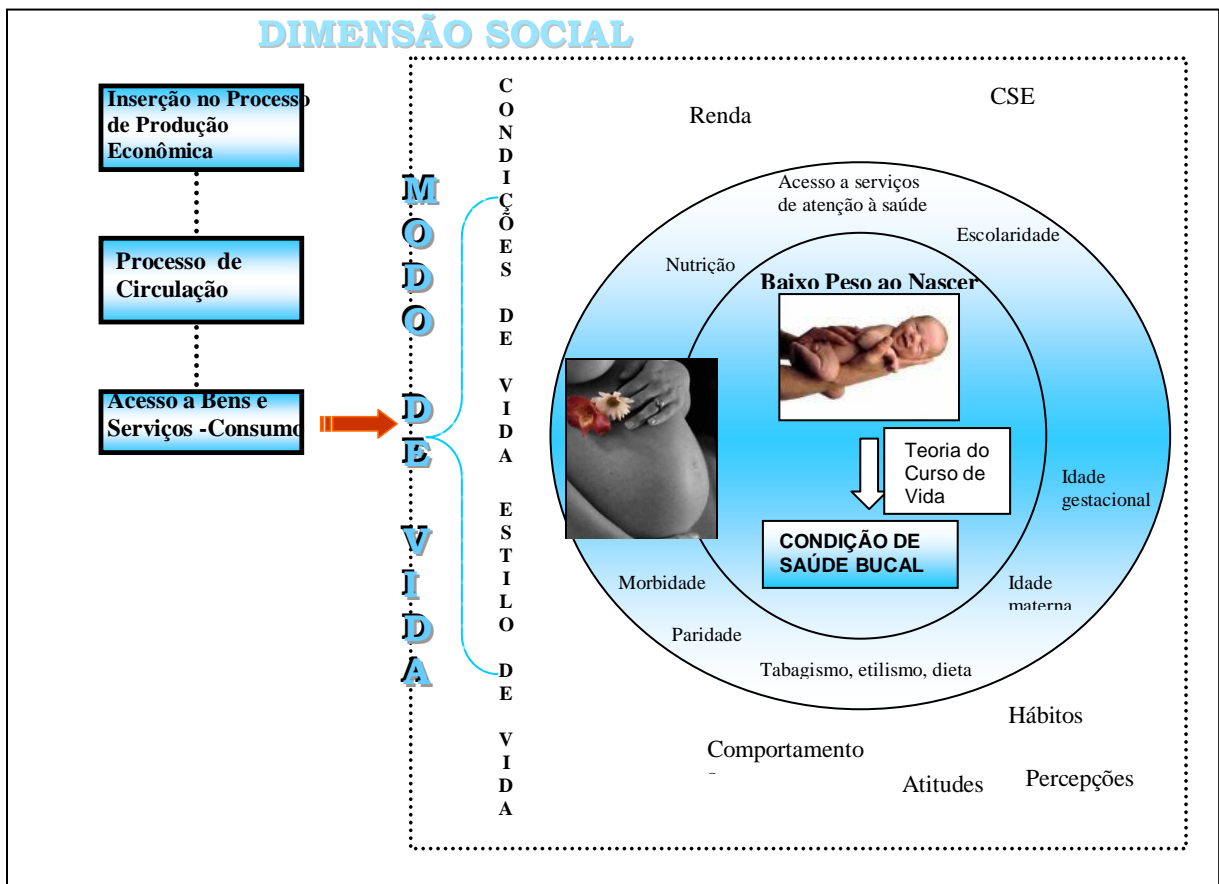 DIMENSÃO SOCIAL
Inserção no Processo
de Produção
Econômica
Processo de
Circulação
Acesso a Bens e
Serviços -Consumo
MODO DE VIDA
CONDIÇÕES DE VIDA ESTILO DE VIDA
Renda
CSE
Acesso a serviços
de atenção à saúde
Escolaridade
Nutrição
Baixo Peso ao Nascer
Teoria do
Curso de
Vida
Idade
gestacional
CONDIÇÃO DE
SAÚDE BUCAL
Morbidade
Idade
materna
Paridade
Tabagismo, etilismo, dieta
Hábitos
Comportamento
Atitudes
Percepções